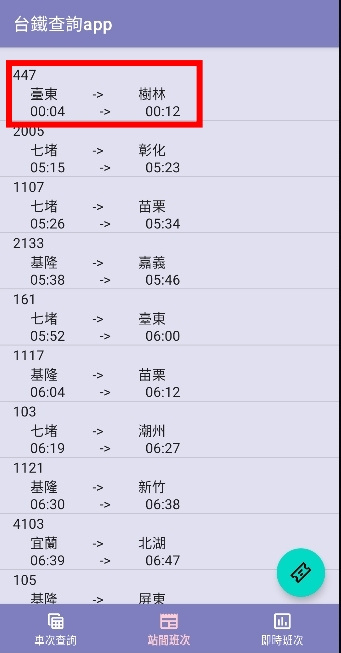 台鐵查詢app
447
臺東 -> 樹林
00:04 -> 00:12
2005
七堵 -> 彰化
05:15 -> 05:23
1107
七堵 -> 苗栗
05:26 -> 05:34
2133
基隆 -> 嘉義
05:38 -> 05:46
161
七堵 -> 臺東
05:52 -> 06:00
1117
基隆 -> 苗栗
06:04 -> 06:12
103
七堵 -> 潮州
06:19 -> 06:27
1121
基隆 -> 新竹
06:30 -> 06:38
4103
宜蘭 -> 北湖
06:39 -> 06:47
105
基隆 -> 屏東
車次查詢 站間班次 即時班次